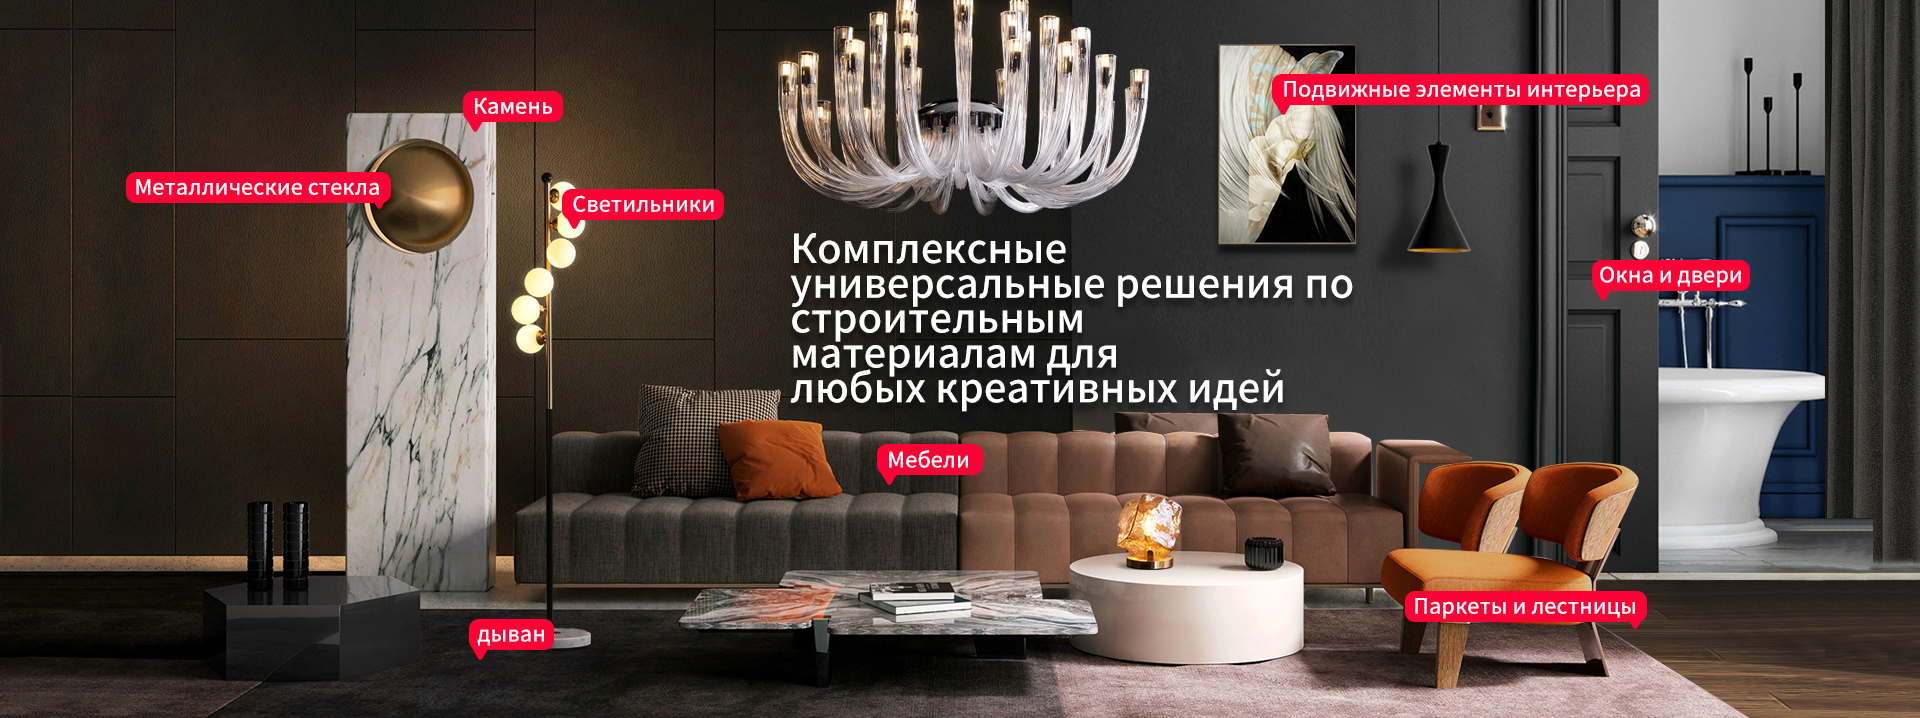 Камень
Подвижные элементы интерьера
Металлические стекла
Светильники
Комплексные
универсальные решения по
строительным
материалам для
любых креативных идей
Окна и двери
Мебели
Паркеты и лестницы
дыван